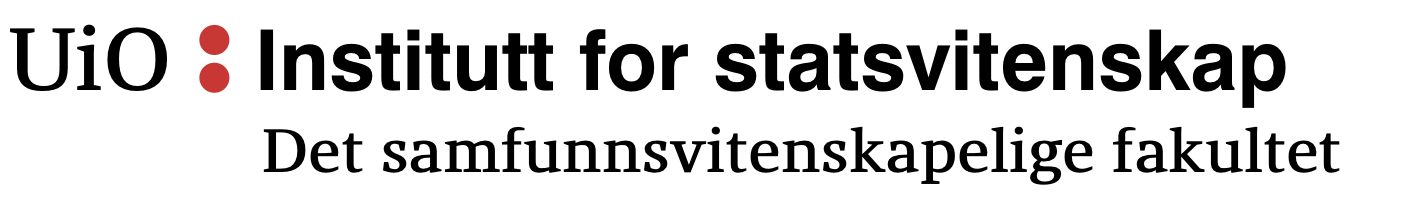 UiO : Institutt for statsvitenskap
Det samfunnsvitenskapelige fakultet